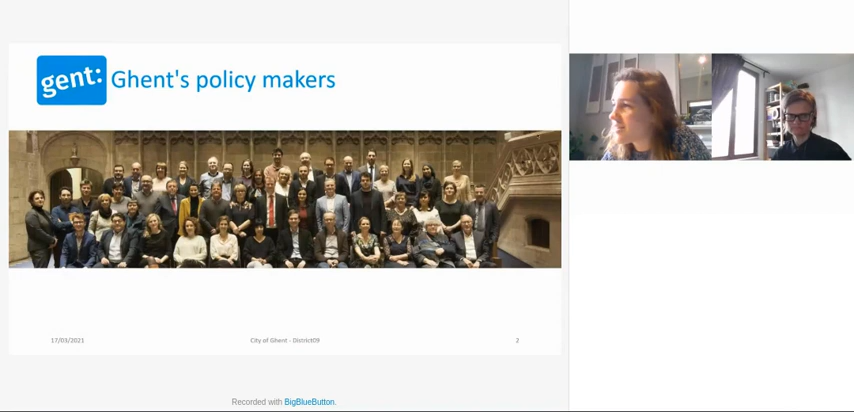 gent:
Ghent's policy makers
17/03/2021
City of Ghent - District09
2
Recorded with BigBlueButton.